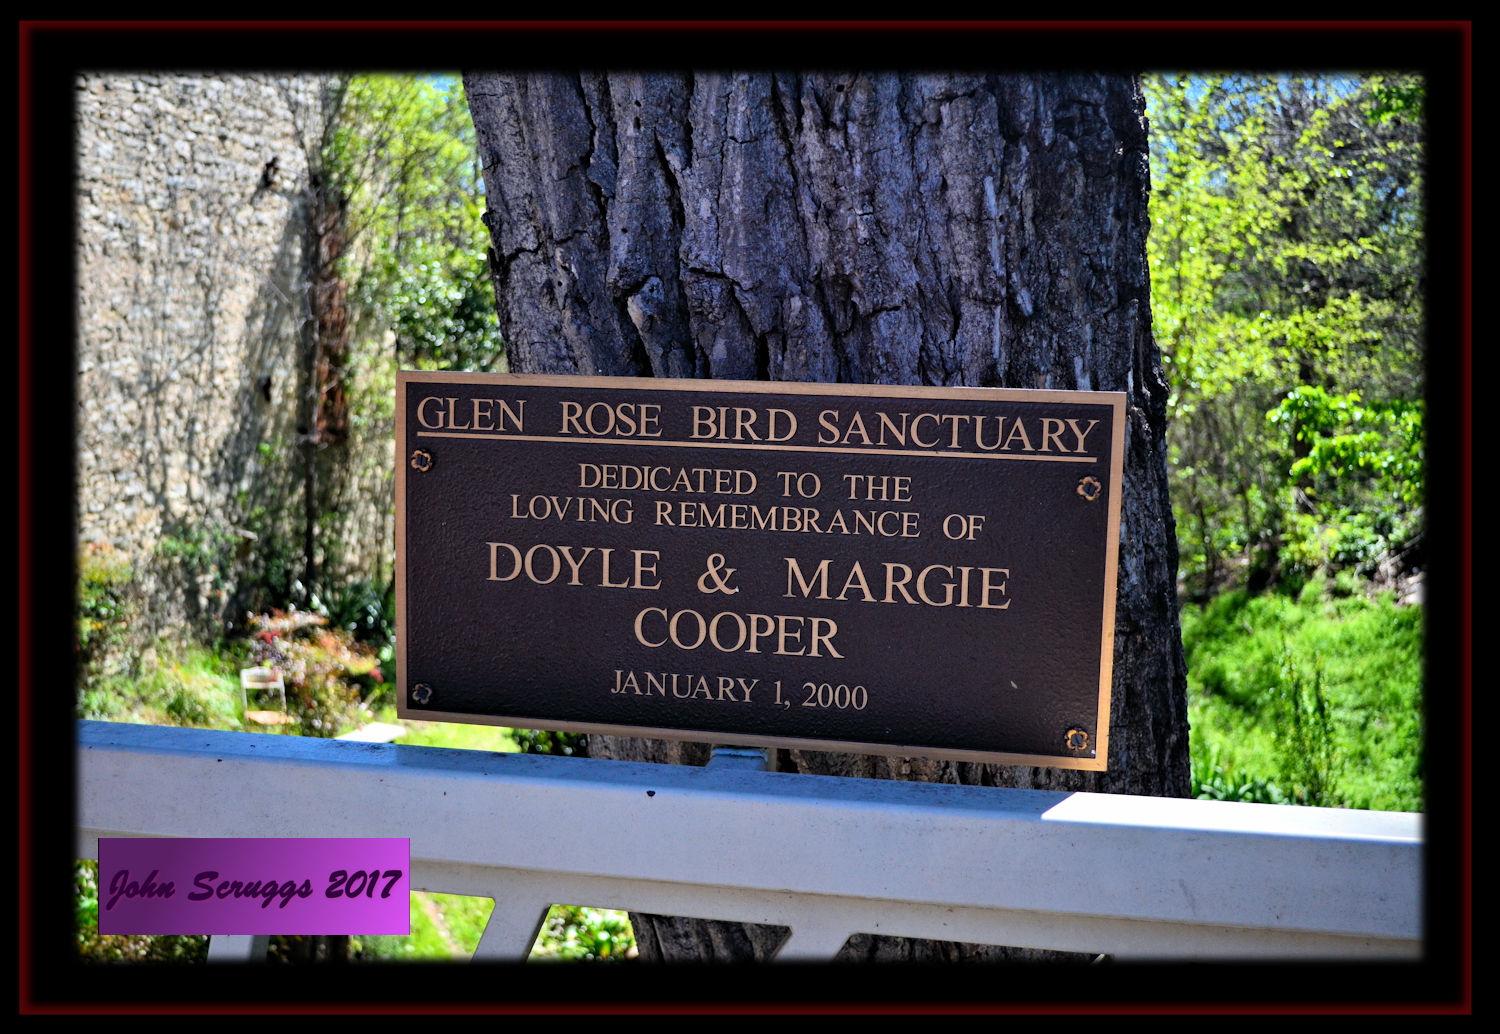 GLEN ROSE BIRD SANCTUARY
DEDICATED TO THE
LOVING REMEMBRANCE OF
DOYLE & MARGIE
COOPER
JANUARY 1, 2000
John Scruggs 2017